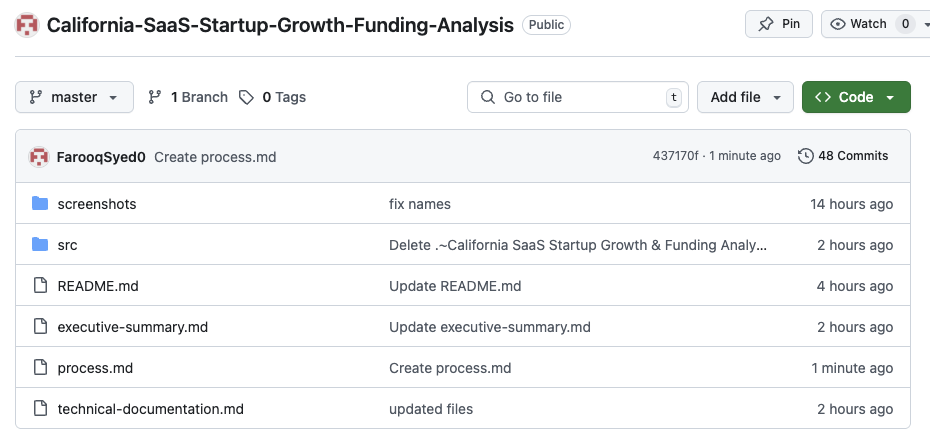 California-SaaS-Startup-Growth-Funding-Analysis Public Pin Watch 0
master 1 Branch 0 Tags Go to file t Add file Code
FarooqSyed0 Create process.md 437170f · 1 minute ago 48 Commits
screenshots fix names 14 hours ago
src Delete .~California SaaS Startup Growth & Funding Analy... 2 hours ago
README.md Update README.md 4 hours ago
executive-summary.md Update executive-summary.md 2 hours ago
process.md Create process.md 1 minute ago
technical-documentation.md updated files 2 hours ago